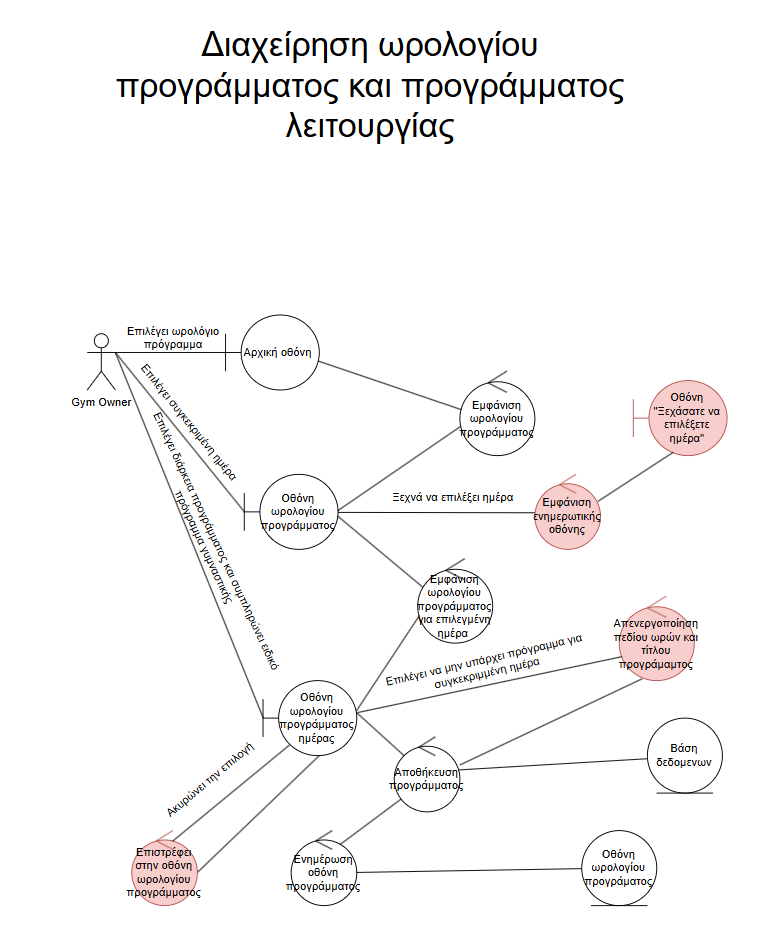 Διαχείρηση ωρολογίου
προγράμματος και προγράμματος
λειτουργίας
Επιλέγει ωρολόγιο
πρόγραμμα
Αρχική οθόνη
Gym Owner
Επιλέγει συγκεκριμένη ημέρα
Επιλέγει διάρκεια προγράμματος και συμπληρώνει ειδικό
πρόγραμμα γυμναστικής
Εμφάνιση
ωρολογίου
προγράμματος
Οθόνη
"Ξεχάσατε να
επιλέξετε
ημέρα"
Οθόνη
ωρολογίου
προγράμματος
Ξεχνά να επιλέξει ημέρα
Εμφάνιση
ενημερωτικής
οθόνης
Εμφάνιση
ωρολογίου
προγράμματος
για επιλεγμένη
ημέρα
Απενεργοποίηση
πεδίου ωρών και
τίτλου
προγράμαμτος
Επιλέγει να μην υπάρχει πρόγραμμα για
συγκεκριμμένη ημέρα
Οθόνη
ωρολογίου
προγράμματος
ημέρας
Ακυρώνει την επιλογή
Αποθήκευση
προγράμματος
Βάση
δεδομενων
Επιστρέφει
στην οθόνη
ωρολογίου
προγράμματος
Ενημέρωση
οθόνη
προγράμματος
Οθόνη
ωρολογίου
προγράματος